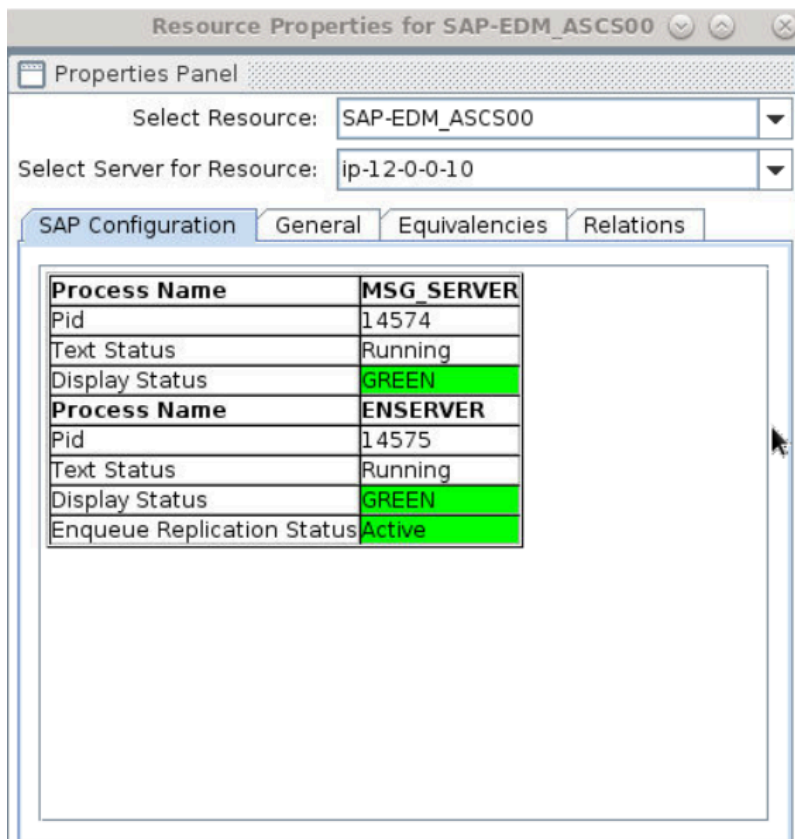 Resource Properties for SAP-EDM_ASCS00
Properties Panel
Select Resource: SAP-EDM_ASCS00
Select Server for Resource: ip-12-0-0-10
SAP Configuration General Equivalencies Relations
Process Name MSG_SERVER
Pid 14574
Text Status Running
Display Status GREEN
Process Name ENSERVER
Pid 14575
Text Status Running
Display Status GREEN
Enqueue Replication Status Active